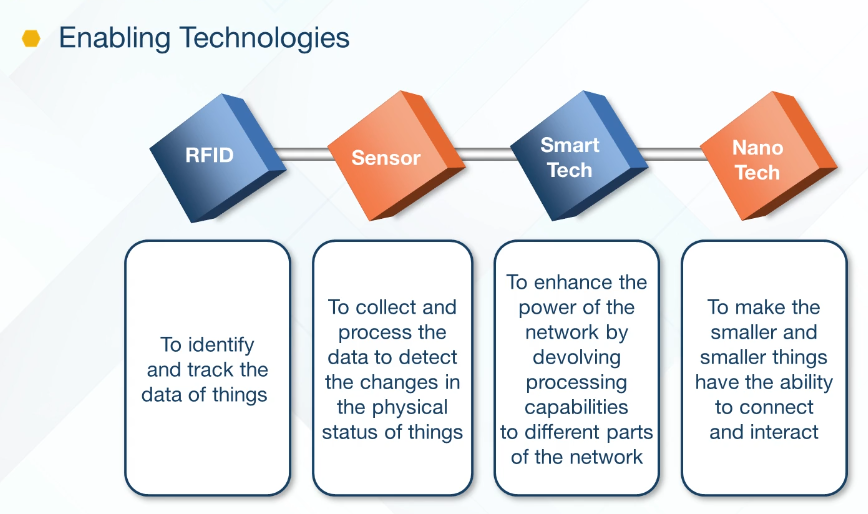 Enabling Technologies
RFID
Sensor
Smart
Tech
Nano
Tech
To identify
and track the
data of things
To collect and
process the
data to detect
the changes in
the physical
status of things
To enhance the
power of the
network by
devolving
processing
capabilities
to different parts
of the network
To make the
smaller and
smaller things
have the ability
to connect
and interact